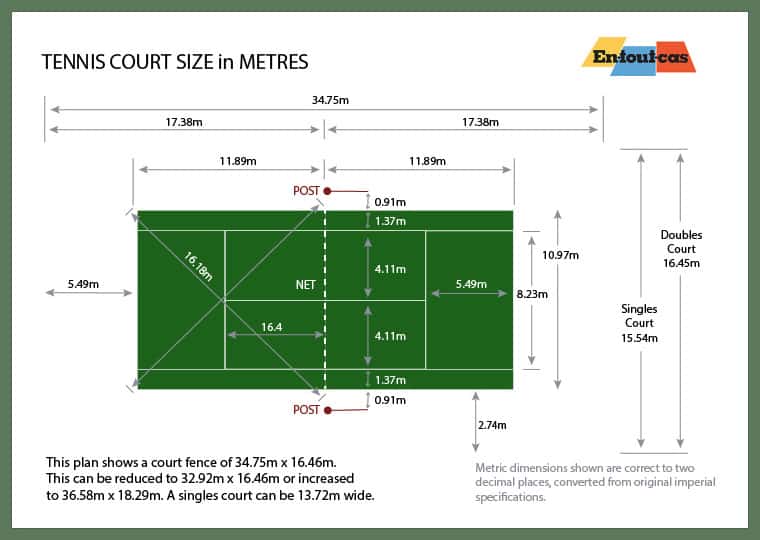 TENNIS COURT SIZE in METRES
En-tout-cas
34.75m
17.38m 17.38m
11.89m 11.89m
POST
0.91m
1.37m
Doubles
Court
16.45m
10.97m
16.18m
4.11m
NET
5.49m
5.49m
8.23m
Singles
Court
15.54m
16.4
4.11m
1.37m
0.91m
POST
2.74m
This plan shows a court fence of 34.75m x 16.46m.
This can be reduced to 32.92m x 16.46m or increased
to 36.58m x 18.29m. A singles court can be 13.72m wide.
Metric dimensions shown are correct to two
decimal places, converted from original imperial
specifications.